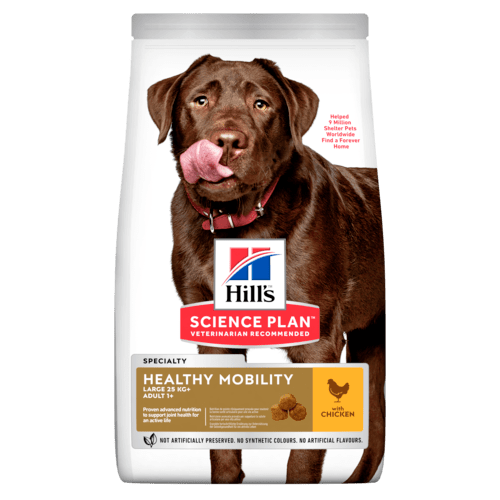 Helped
9 Million
Shelter Pets
Worldwide
Find a Forever
Home
Hill's
SCIENCE PLAN™
VETERINARIAN RECOMMENDED
SPECIALTY
HEALTHY MOBILITY
LARGE 25 KG+
ADULT 1+
Proven advanced nutrition
to support joint health for
an active life
with
CHICKEN
NOT ARTIFICIALLY PRESERVED. NO SYNTHETIC COLOURS. NO ARTIFICIAL FLAVOURS.